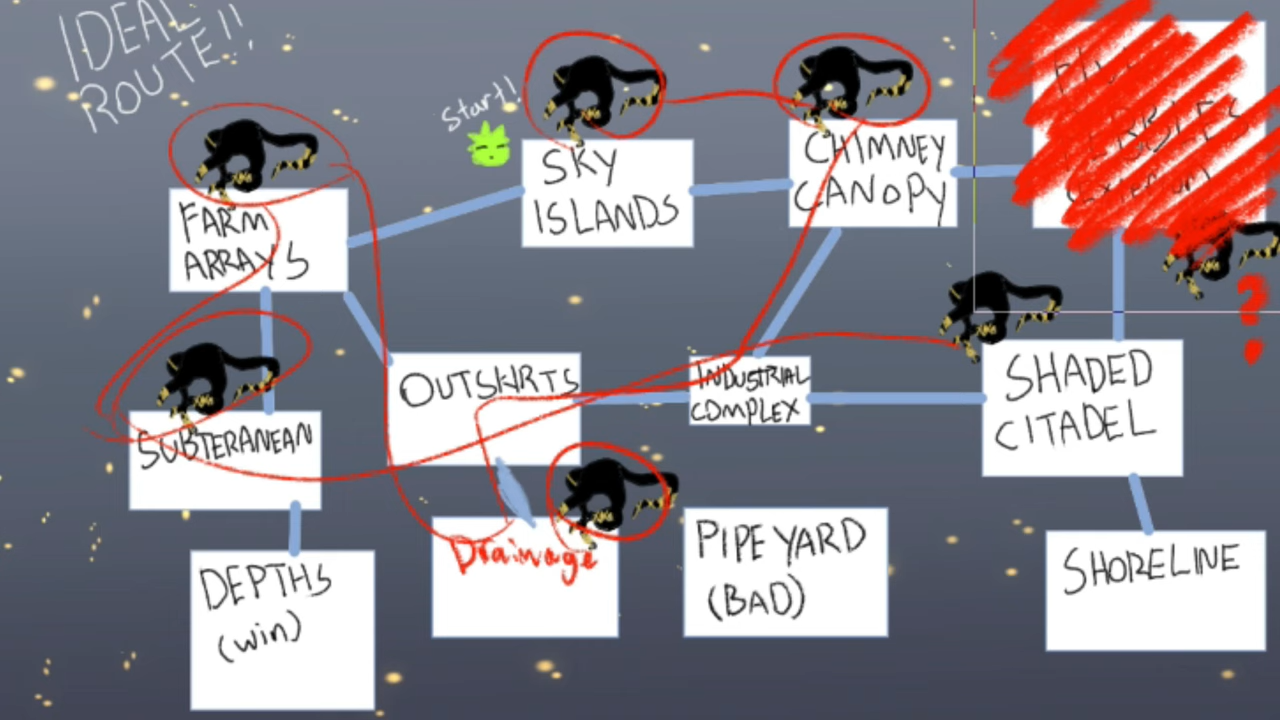 IDEAL
ROUTE!!
Start!!
SKY
ISLANDS
CHIMNEY
CANOPY
FARM
ARRAYS
OUTSKIRTS
INDUSTRIAL
COMPLEX
SHADED
CITADEL
?
SUBTERANEAN
Drainage
PIPE YARD
(BAD)
SHORELINE
DEPTHS
(win)